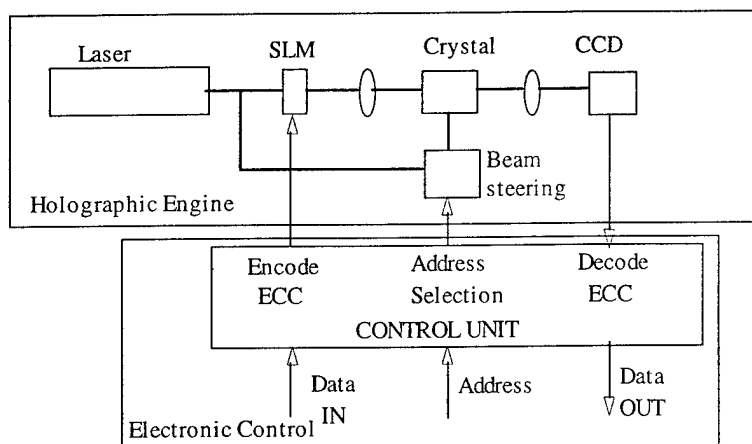 Laser
SLM
Crystal
CCD
Beam
steering
Holographic Engine
Encode
ECC
Address
Selection
Decode
ECC
CONTROL UNIT
Data
IN
Address
Data
OUT
Electronic Control